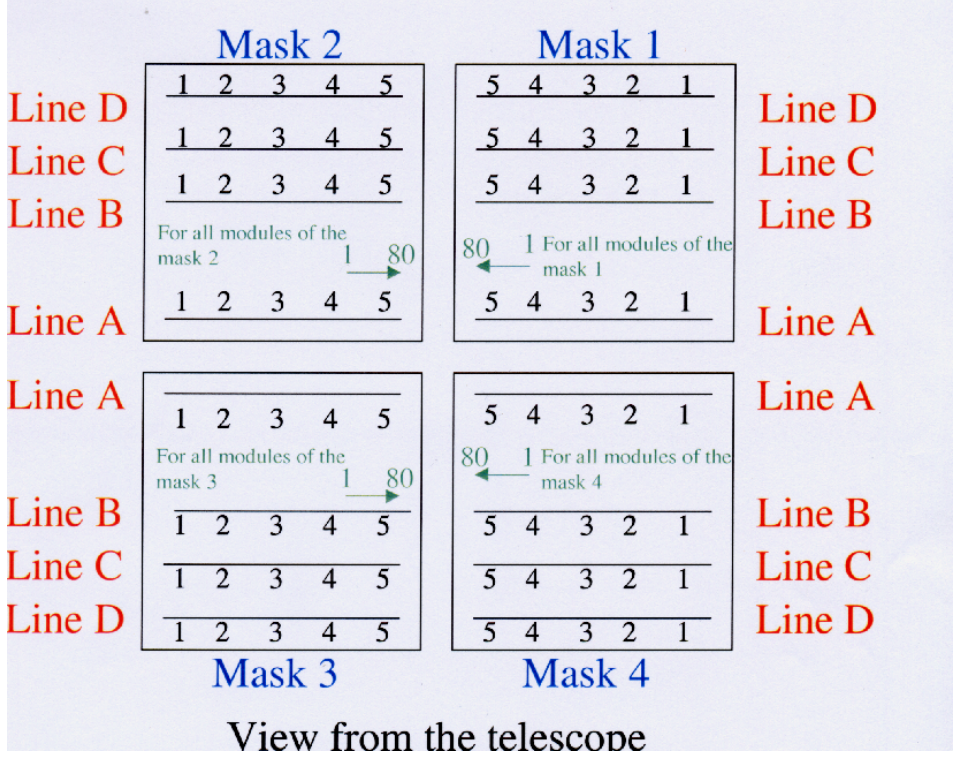 Mask 2
Mask 1
1 2 3 4 5
5 4 3 2 1
Line D
Line D
1 2 3 4 5
5 4 3 2 1
Line C
Line C
1 2 3 4 5
5 4 3 2 1
Line B
Line B
For all modules of the
mask 2
1 80
80 1
For all modules of the
mask 1
1 2 3 4 5
5 4 3 2 1
Line A
Line A
Line A
Line A
1 2 3 4 5
5 4 3 2 1
For all modules of the
mask 3
1 80
80 1
For all modules of the
mask 4
Line B
Line B
1 2 3 4 5
5 4 3 2 1
Line C
Line C
1 2 3 4 5
5 4 3 2 1
Line D
Line D
1 2 3 4 5
5 4 3 2 1
Mask 3
Mask 4
View from the telescope